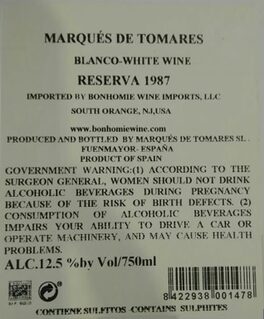 MARQUÉS DE TOMARES
BLANCO-WHITE WINE
RESERVA 1987
IMPORTED BY BONHOMIE WINE IMPORTS, LLC
SOUTH ORANGE, NJ,USA
www.bonhomiewine.com
PRODUCED AND BOTTLED BY MARQUÉS DE TOMARES SL.
FUENMAYOR- ESPAÑA
PRODUCT OF SPAIN
GOVERNMENT WARNING:(1) ACCORDING TO THE
SURGEON GENERAL, WOMEN SHOULD NOT DRINK
ALCOHOLIC BEVERAGES DURING PREGNANCY
BECAUSE OF THE RISK OF BIRTH DEFECTS. (2)
CONSUMPTION OF ALCOHOLIC BEVERAGES
IMPAIRS YOUR ABILITY TO DRIVE A CAR OR
OPERATE MACHINERY, AND MAY CAUSE HEALTH
PROBLEMS.
ALC.12.5 %by Vol/750ml
8 422938 001478
CONTIENE SULFITOS -CONTAINS SULPHITES